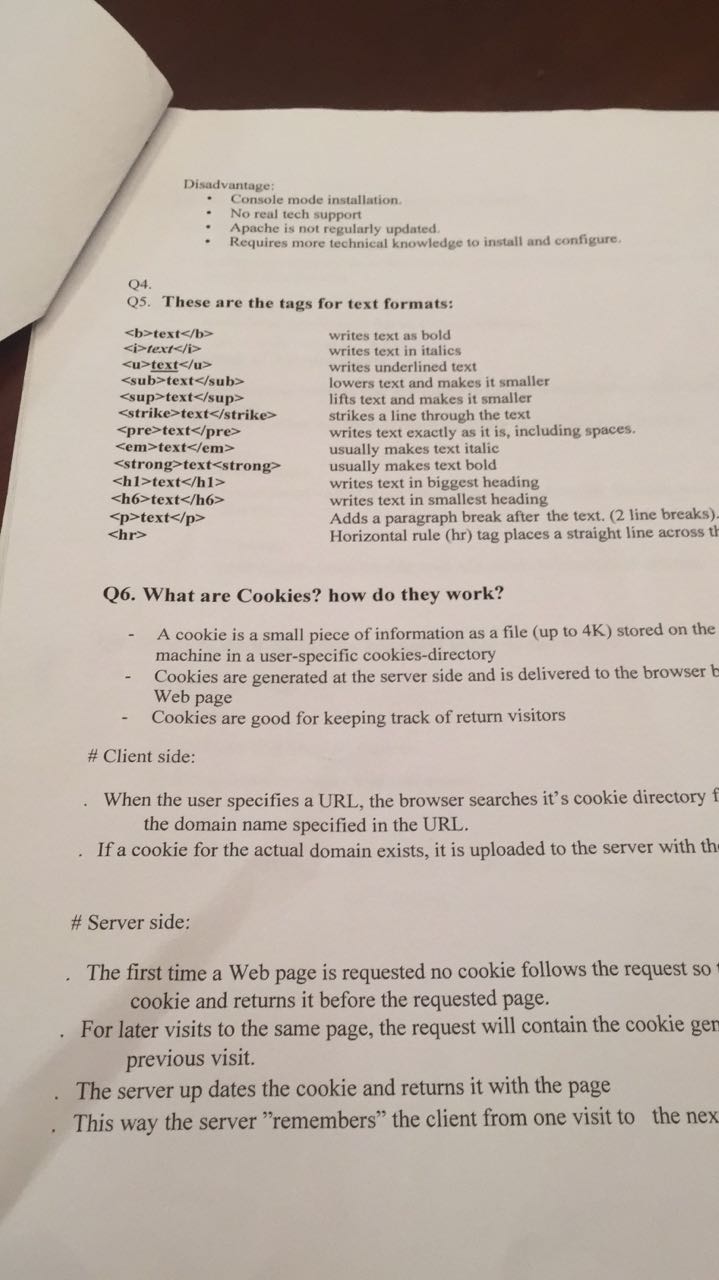 Disadvantage:
• Console mode installation.
• No real tech support
• Apache is not regularly updated.
• Requires more technical knowledge to install and configure.
Q4.
Q5. These are the tags for text formats:
<b>text</b> writes text as bold
<i>text</i> writes text in italics
<u>text</u> writes underlined text
<sub>text</sub> lowers text and makes it smaller
<sup>text</sup> lifts text and makes it smaller
<strike>text</strike> strikes a line through the text
<pre>text</pre> writes text exactly as it is, including spaces.
<em>text</em> usually makes text italic
<strong>text<strong> usually makes text bold
<h1>text</h1> writes text in biggest heading
<h6>text</h6> writes text in smallest heading
<p>text</p> Adds a paragraph break after the text. (2 line breaks).
<hr> Horizontal rule (hr) tag places a straight line across
Q6. What are Cookies? how do they work?
- A cookie is a small piece of information as a file (up to 4K) stored on the
machine in a user-specific cookies-directory
- Cookies are generated at the server side and is delivered to the browser
Web page
- Cookies are good for keeping track of return visitors
# Client side:
. When the user specifies a URL, the browser searches it's cookie directory
the domain name specified in the URL.
. If a cookie for the actual domain exists, it is uploaded to the server with
# Server side:
. The first time a Web page is requested no cookie follows the request so
cookie and returns it before the requested page.
. For later visits to the same page, the request will contain the cookie
previous visit.
. The server up dates the cookie and returns it with the page
. This way the server "remembers" the client from one visit to the